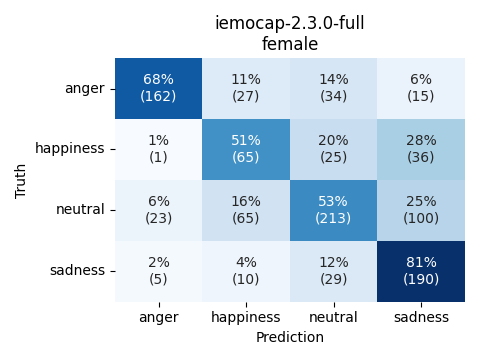 iemocap-2.3.0-full
female
Truth
anger 68% 11% 14% 6%
(162) (27) (34) (15)
happiness 1% 51% 20% 28%
(1) (65) (25) (36)
neutral 6% 16% 53% 25%
(23) (65) (213) (100)
sadness 2% 4% 12% 81%
(5) (10) (29) (190)
anger happiness neutral sadness
Prediction